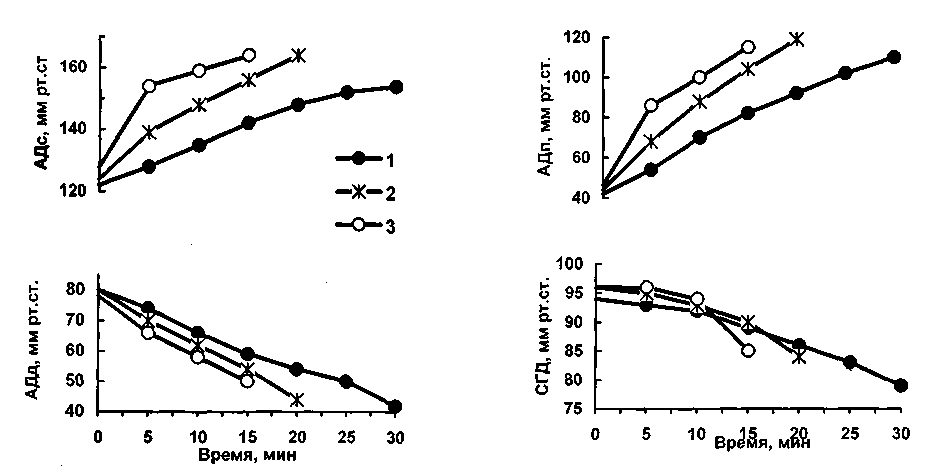 АДс, мм рт.ст
160
140
120
1
2
3
АДп, мм рт.ст.
120
100
80
60
40
АДд, мм рт.ст.
80
70
60
50
40
0 5 10 15 20 25 30
Время, мин
СГД, мм рт.ст.
100
95
90
85
80
75
0 5 10 15 20 25 30
Время, мин